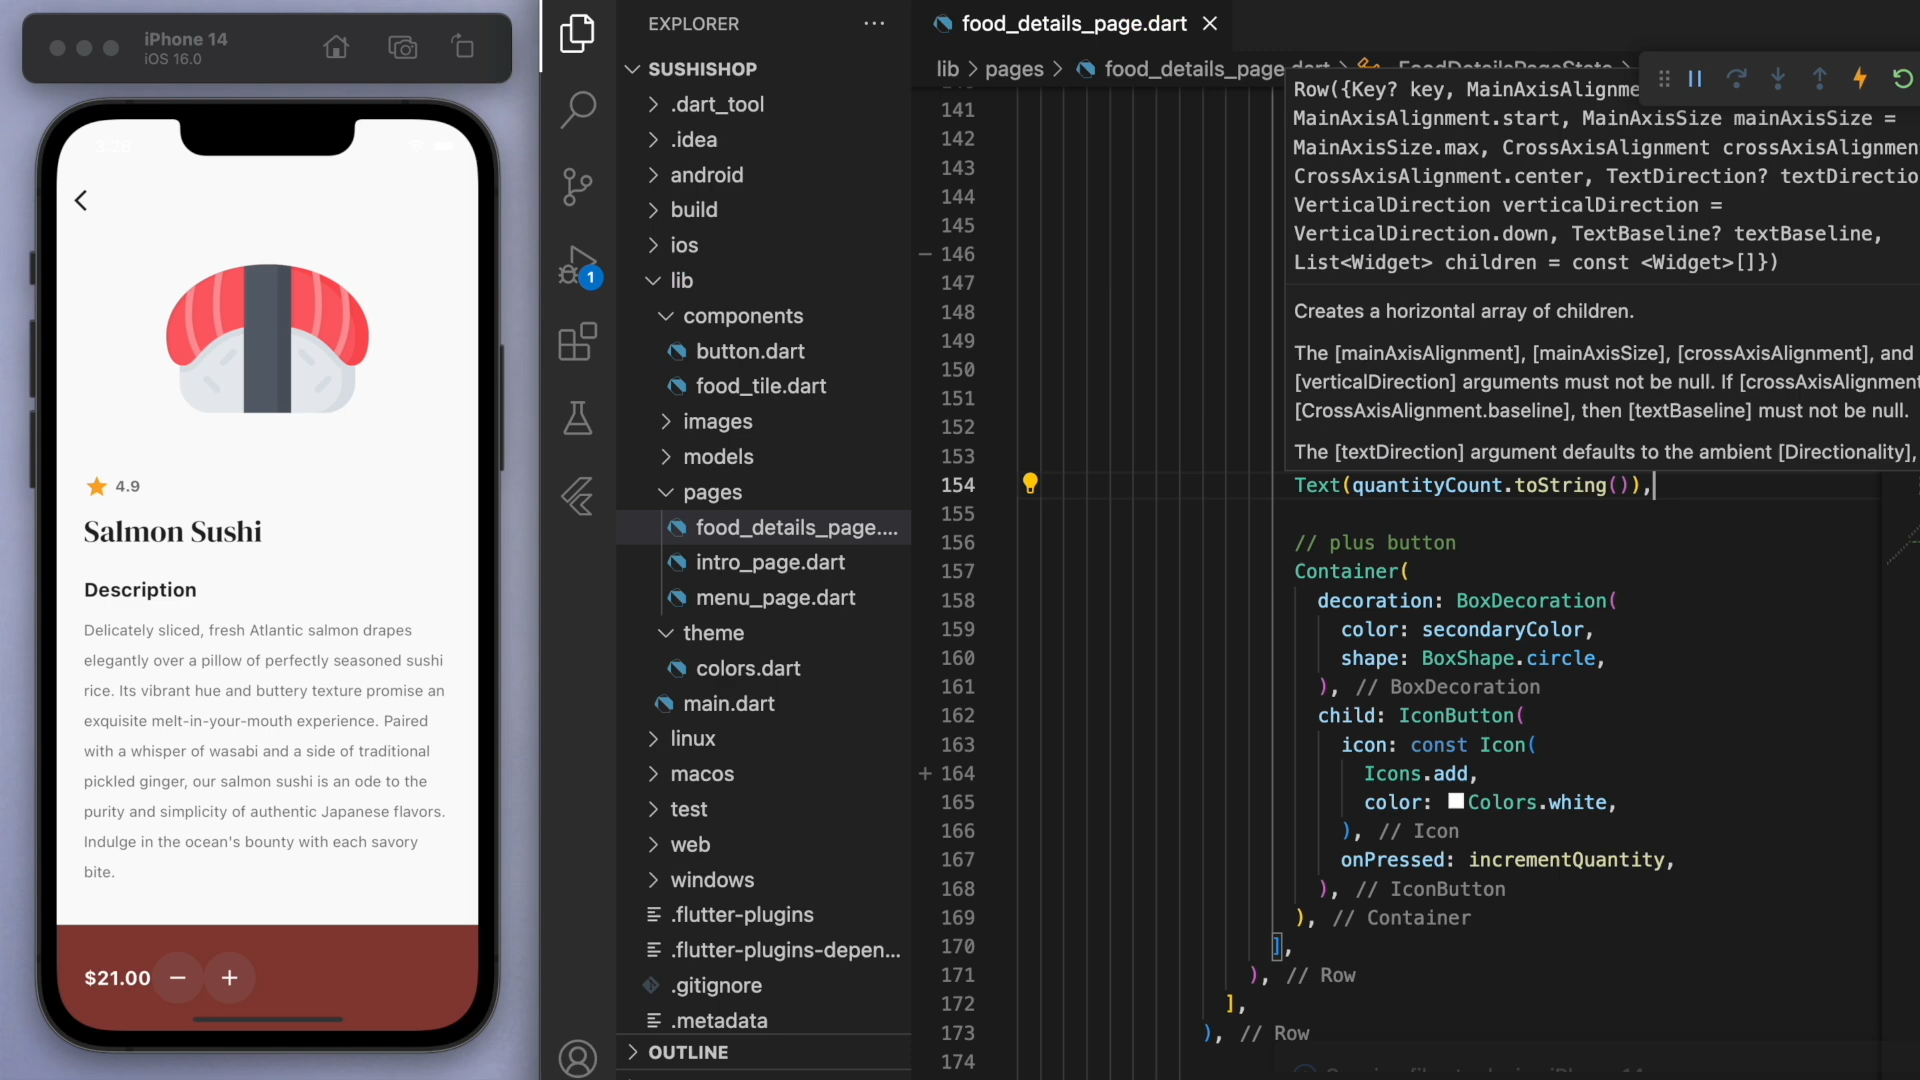 iPhone 14
iOS 16.0
4.9
Salmon Sushi
Description
Delicately sliced, fresh Atlantic salmon drapes
elegantly over a pillow of perfectly seasoned sushi
rice. Its vibrant hue and buttery texture promise an
exquisite melt-in-your-mouth experience. Paired
with a whisper of wasabi and a side of traditional
pickled ginger, our salmon sushi is an ode to the
purity and simplicity of authentic Japanese flavors.
Indulge in the ocean's bounty with each savory
bite.
$21.00
1
EXPLORER
SUSHISHOP
.dart_tool
.idea
android
build
ios
lib
components
button.dart
food_tile.dart
images
models
pages
food_details_page....
intro_page.dart
menu_page.dart
theme
colors.dart
main.dart
linux
macos
test
web
windows
.flutter-plugins
.flutter-plugins-depen...
.gitignore
.metadata
OUTLINE
food_details_page.dart
lib > pages > food_details_page.dart
Row({Key? key, MainAxisAlignme
MainAxisAlignment.start, MainAxisSize mainAxisSize =
MainAxisSize.max, CrossAxisAlignment crossAxisAlignment
CrossAxisAlignment.center, TextDirection? textDirectio
VerticalDirection verticalDirection =
VerticalDirection.down, TextBaseline? textBaseline,
List<Widget> children = const <Widget>[]})
Creates a horizontal array of children.
The [mainAxisAlignment], [mainAxisSize], [crossAxisAlignment], and
[verticalDirection] arguments must not be null. If [crossAxisAlignment
[CrossAxisAlignment.baseline], then [textBaseline] must not be null.
The [textDirection] argument defaults to the ambient [Directionality],
141
142
143
144
145
146
147
148
149
150
151
152
153
154 Text(quantityCount.toString()),
155
156 // plus button
157 Container(
158 decoration: BoxDecoration(
159 color: secondaryColor,
160 shape: BoxShape.circle,
161 ), // BoxDecoration
162 child: IconButton(
163 icon: const Icon(
164 Icons.add,
165 color: Colors.white,
166 ), // Icon
167 onPressed: incrementQuantity,
168 ), // IconButton
169 ), // Container
170 ],
171 ), // Row
172 ],
173 ), // Row
174